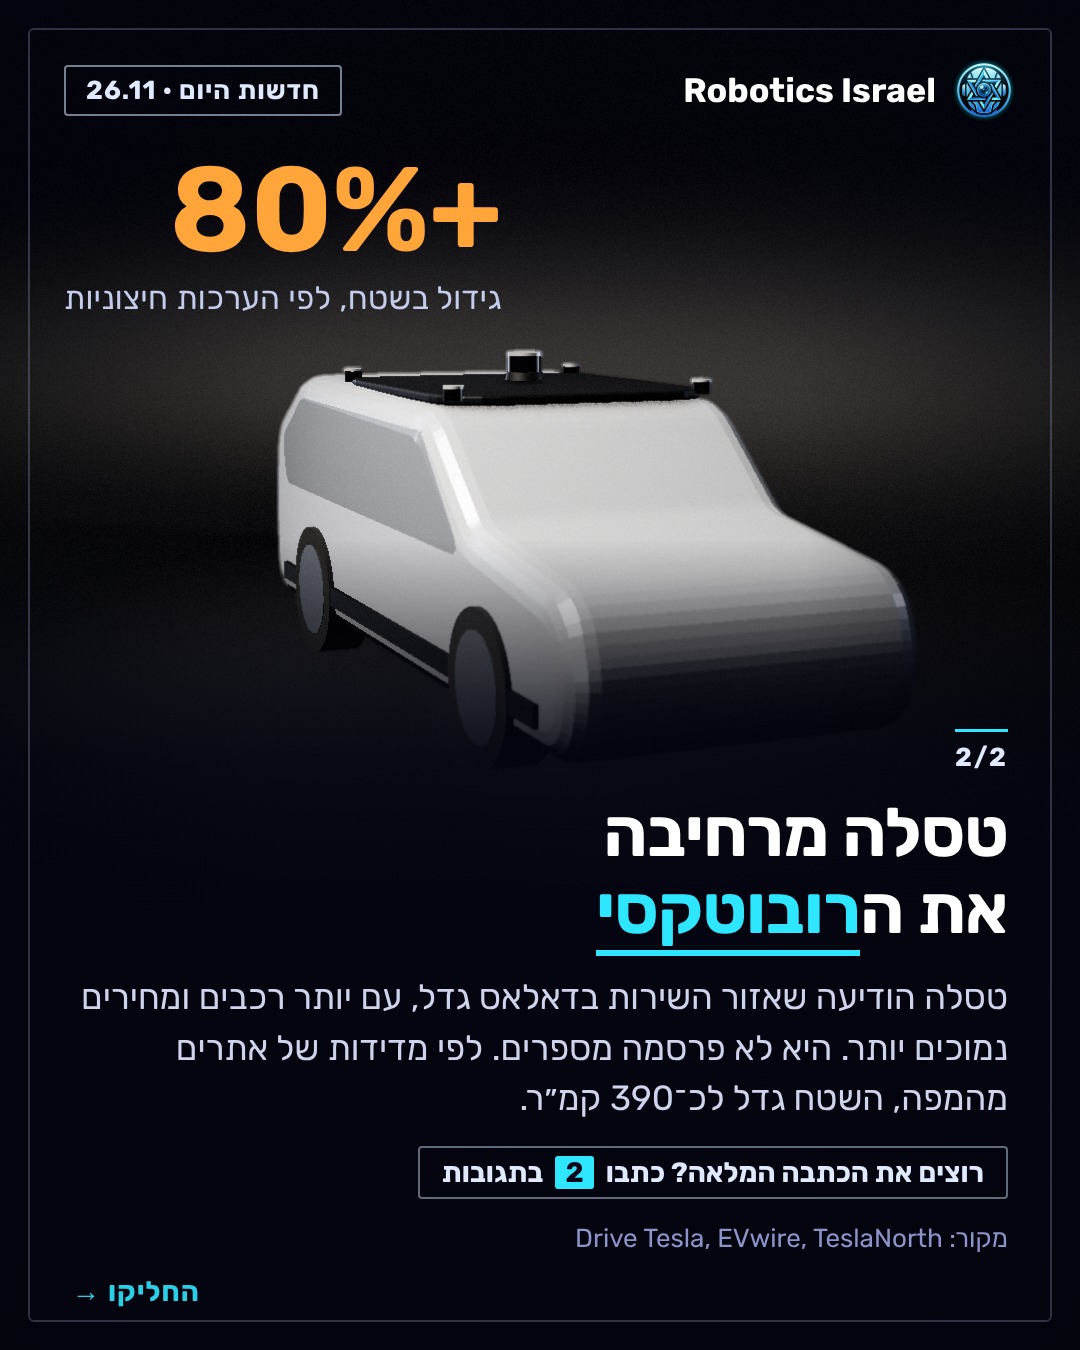 Robotics Israel
חדשות היום • 26.11
80%+
גידול בשטח, לפי הערכות חיצוניות
2/2
טסלה מרחיבה
את הרובוטקסי
טסלה הודיעה שאזור השירות בדאלאס גדל, עם יותר רכבים ומחירים
נמוכים יותר. היא לא פרסמה מספרים. לפי מדידות של אתרים
מהמפה, השטח גדל לכ־390 קמ״ר.
רוצים את הכתבה המלאה? כתבו 2 בתגובות
מקור: Drive Tesla, EVwire, TeslaNorth
החליקו →